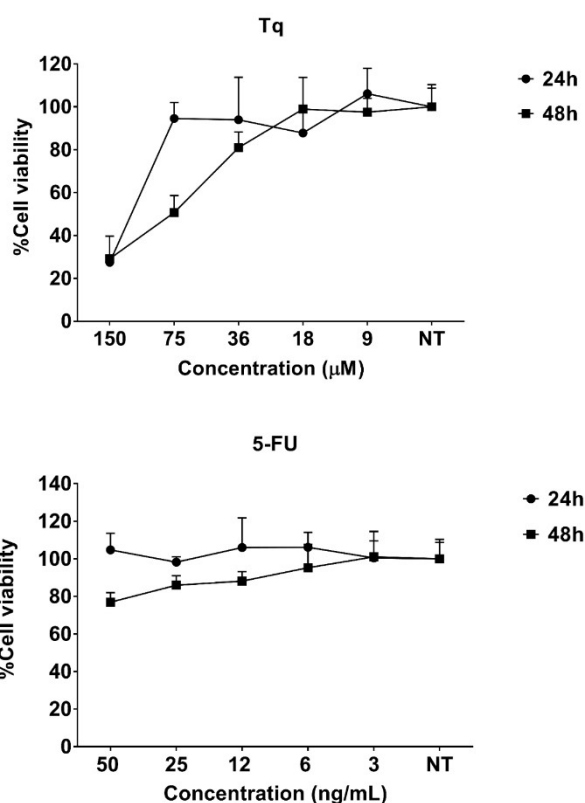 Tq
120
100
80
60
40
20
0
%Cell viability
150 75 36 18 9 NT
Concentration (µM)
24h
48h
5-FU
140
120
100
80
60
40
20
0
%Cell viability
50 25 12 6 3 NT
Concentration (ng/mL)
24h
48h